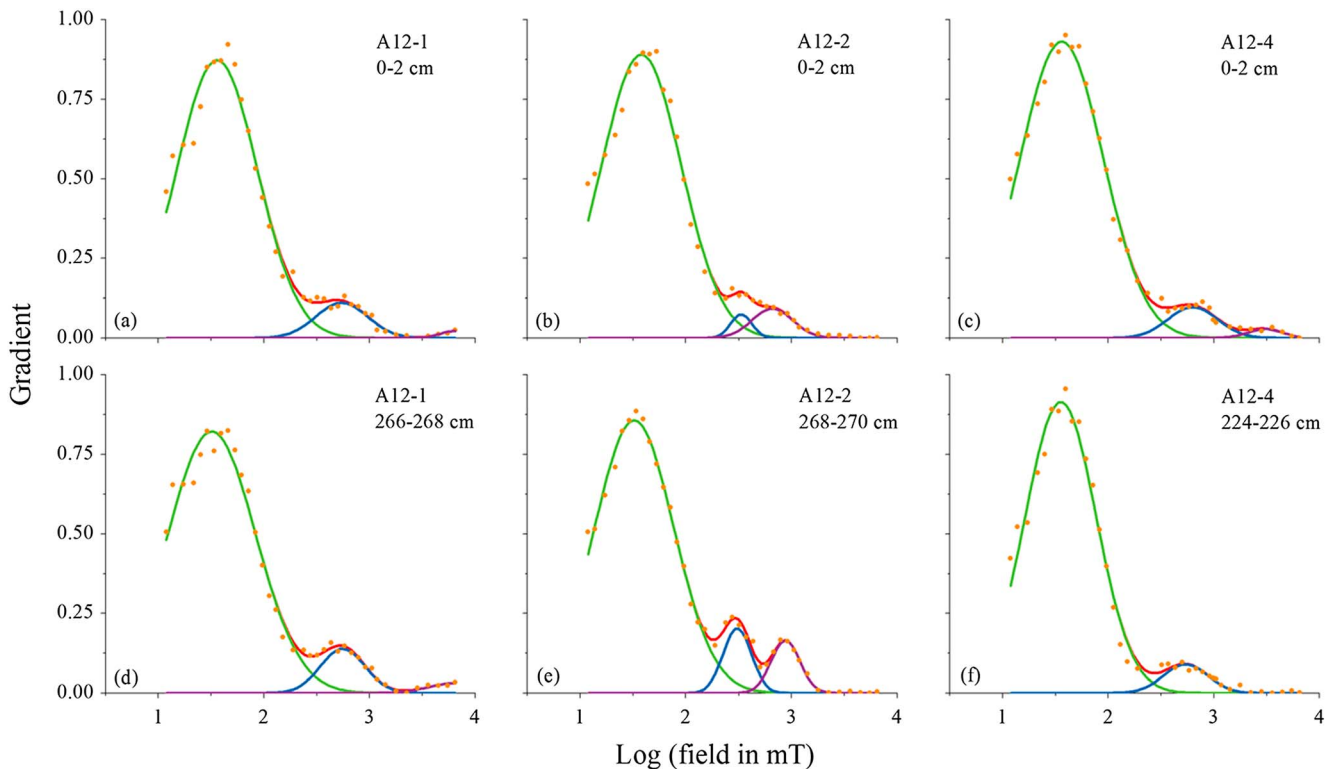 1.00
0.75
0.50
0.25
0.00
A12-1
0-2 cm
(a)
A12-2
0-2 cm
(b)
A12-4
0-2 cm
(c)
Gradient
1.00
0.75
0.50
0.25
0.00
A12-1
266-268 cm
(d)
A12-2
268-270 cm
(e)
A12-4
224-226 cm
(f)
1 2 3 4
2 3 4
1 2 3 4
Log (field in mT)